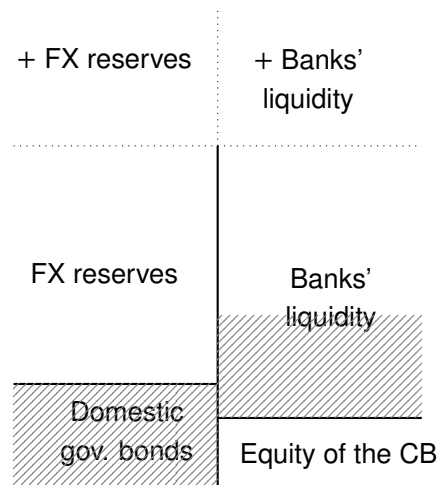 + FX reserves
+ Banks'
liquidity
FX reserves
Banks'
liquidity
Domestic
gov. bonds
Equity of the CB